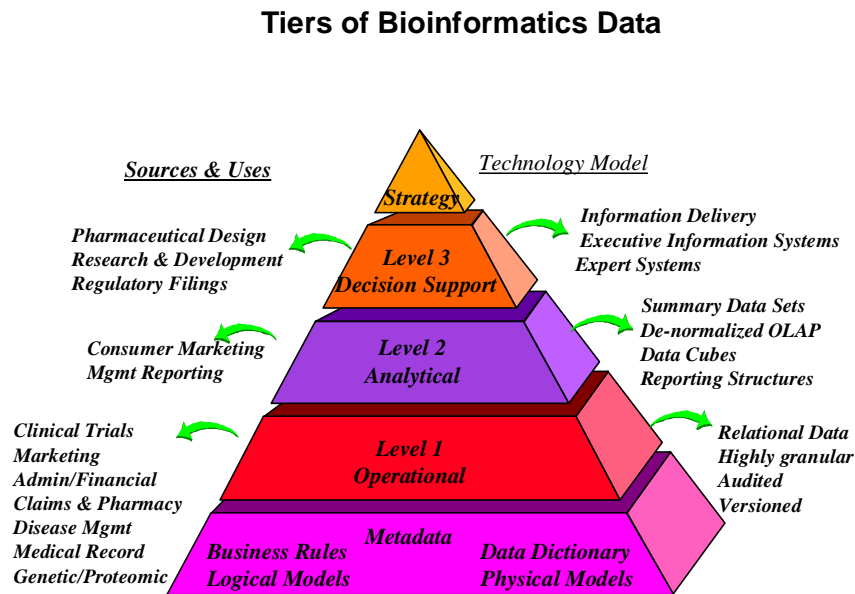 Tiers of Bioinformatics Data
Sources & Uses
Technology Model
Strategy
Pharmaceutical Design
Research & Development
Regulatory Filings
Level 3
Decision Support
Information Delivery
Executive Information Systems
Expert Systems
Consumer Marketing
Mgmt Reporting
Level 2
Analytical
Summary Data Sets
De-normalized OLAP
Data Cubes
Reporting Structures
Clinical Trials
Marketing
Admin/Financial
Claims & Pharmacy
Disease Mgmt
Medical Record
Genetic/Proteomic
Level 1
Operational
Relational Data
Highly granular
Audited
Versioned
Metadata
Business Rules
Logical Models
Data Dictionary
Physical Models